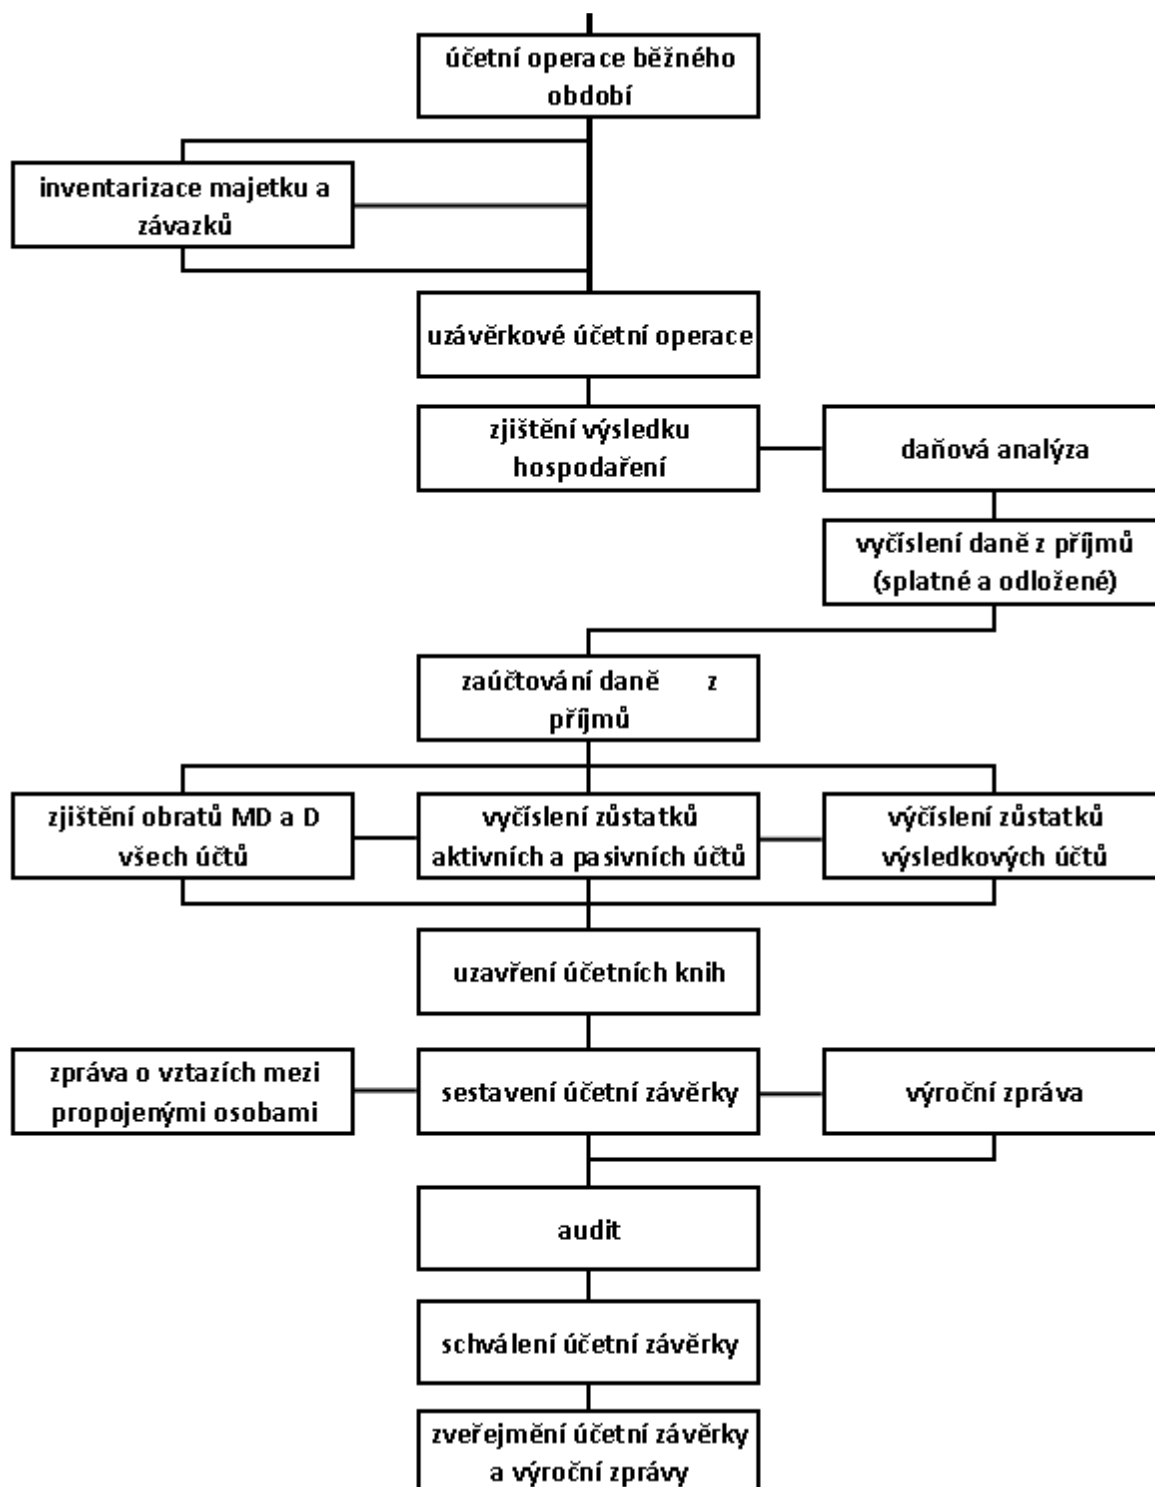 účetní operace běžného
období
inventarizace majetku a
závazků
uzávěrkové účetní operace
zjištění výsledku
hospodaření
daňová analýza
vyčíslení daně z příjmů
(splatné a odložené)
zaúčtování daně z
příjmů
zjištění obratů MD a D
všech účtů
vyčíslení zůstatků
aktivních a pasivních účtů
výčíslení zůstatků
výsledkových účtů
uzavření účetních knih
zpráva o vztazích mezi
propojenými osobami
sestavení účetní závěrky
výroční zpráva
audit
schválení účetní závěrky
zveřejmění účetní závěrky
a výroční zprávy